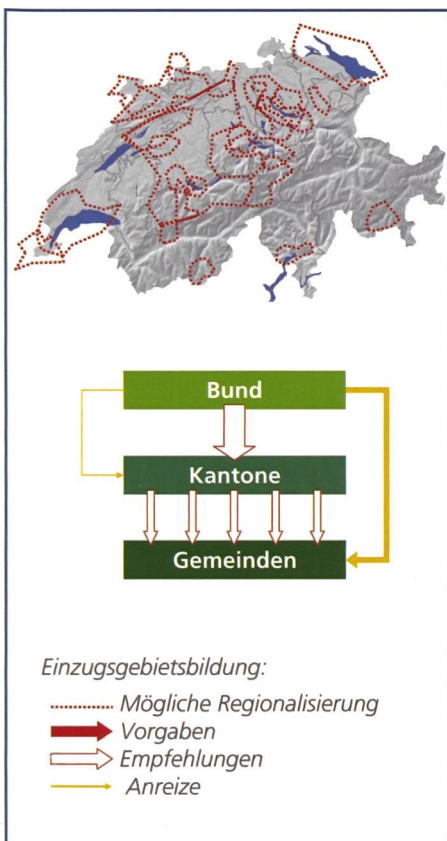 Bund
Kantone
Gemeinden
Einzugsgebietsbildung:
Mögliche Regionalisierung
Vorgaben
Empfehlungen
Anreize